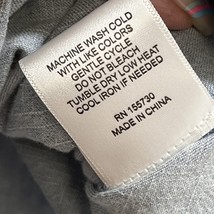 MACHINE WASH COLD
WITH LIKE COLORS
GENTLE CYCLE
DO NOT BLEACH
TUMBLE DRY LOW HEAT
COOL IRON IF NEEDED
RN 155730
MADE IN CHINA